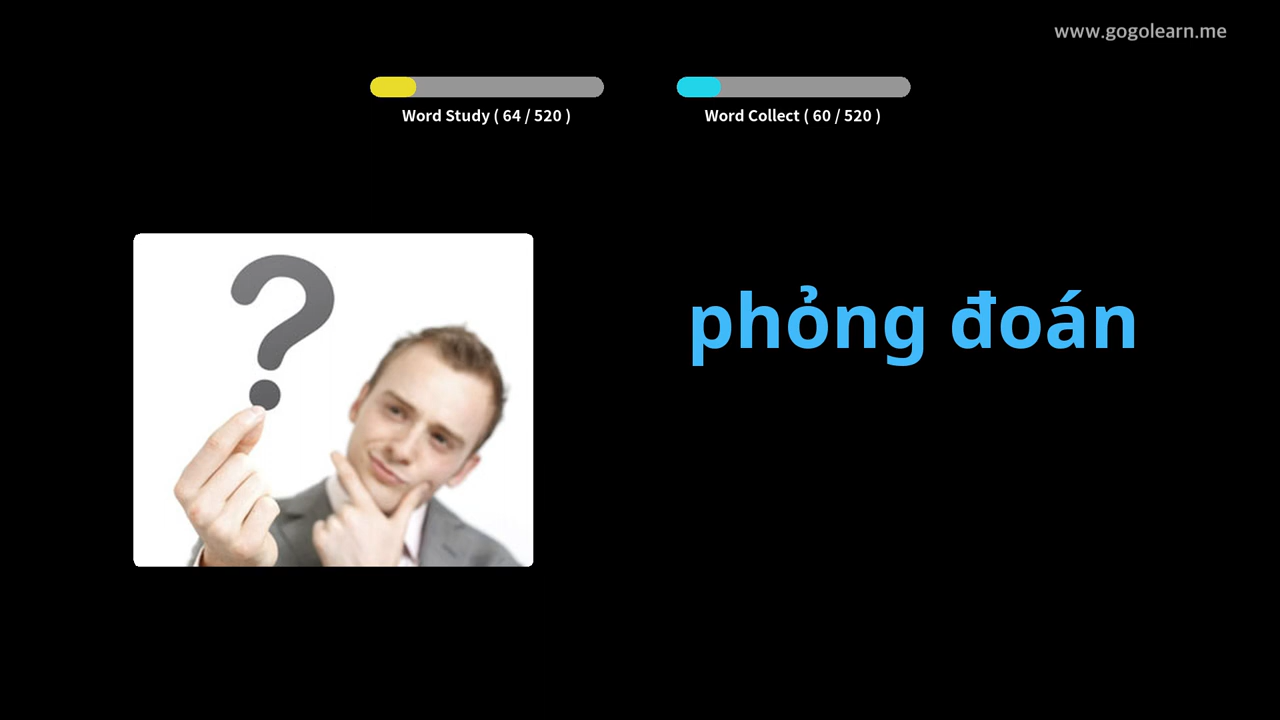 www.gogolearn.me
Word Study ( 64 / 520 )
Word Collect ( 60 / 520 )
?
phỏng đoán